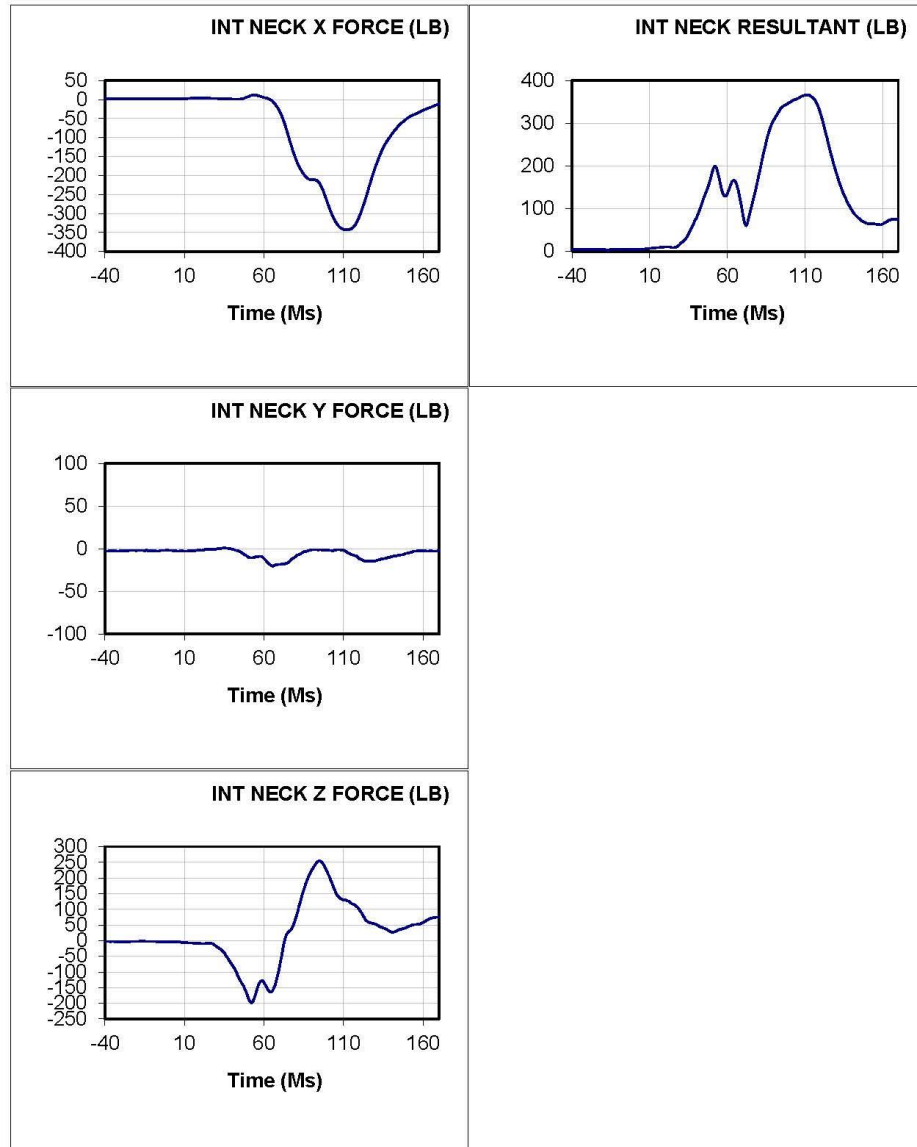 INT NECK X FORCE (LB)
50
0
-50
-100
-150
-200
-250
-300
-350
-400
-40 10 60 110 160
Time (Ms)
INT NECK RESULTANT (LB)
400
300
200
100
0
-40 10 60 110 160
Time (Ms)
INT NECK Y FORCE (LB)
100
50
0
-50
-100
-40 10 60 110 160
Time (Ms)
INT NECK Z FORCE (LB)
300
250
200
150
100
50
0
-50
-100
-150
-200
-250
-40 10 60 110 160
Time (Ms)